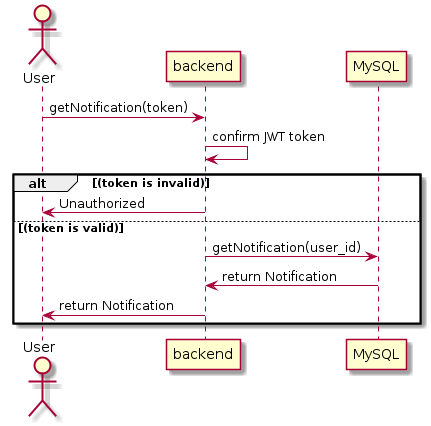 User
backend
MySQL
getNotification(token)
confirm JWT token
alt [(token is invalid)]
Unauthorized
[(token is valid)]
getNotification(user_id)
return Notification
return Notification
User
backend
MySQL